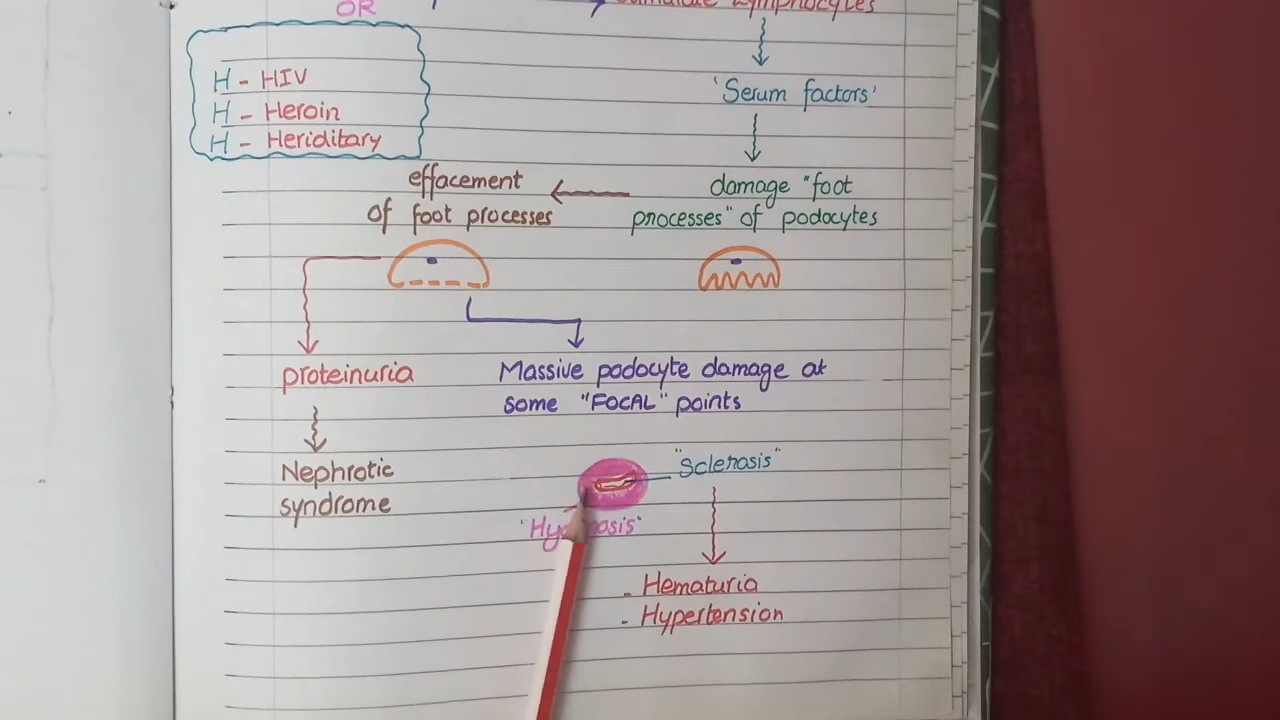 OR
Lymphocytes
H - HIV
H - Heroin
H - Heriditary
'Serum factors'
damage "foot
processes" of podocytes
effacement
of foot processes
proteinuria
Nephrotic
syndrome
Massive podocyte damage at
some "FOCAL" points
"Sclerosis"
- Hematuria
- Hypertension